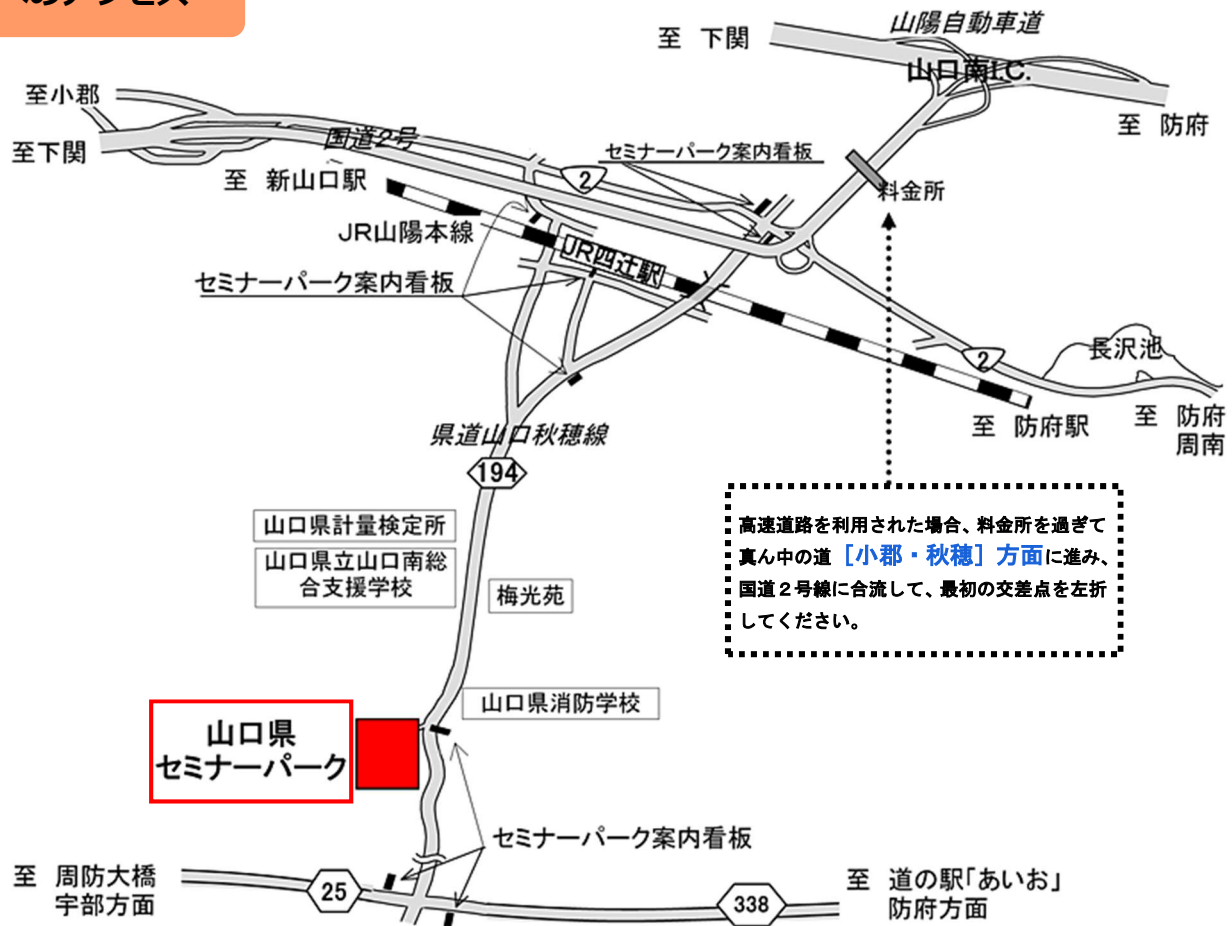 のアクセス
山陽自動車道
至 下関
山口南I.C.
至 防府
至小郡
至下関
国道2号
セミナーパーク案内看板
2
料金所
至 新山口駅
JR山陽本線
JR四辻駅
セミナーパーク案内看板
長沢池
2
至 防府駅
至 防府
周南
県道山口秋穂線
194
高速道路を利用された場合、料金所を過ぎて
真ん中の道［小郡・秋穂］方面に進み、
国道２号線に合流して、最初の交差点を左折
してください。
山口県計量検定所
山口県立山口南総
合支援学校
梅光苑
山口県消防学校
山口県
セミナーパーク
セミナーパーク案内看板
至 周防大橋
宇部方面
25
338
至 道の駅「あいお」
防府方面